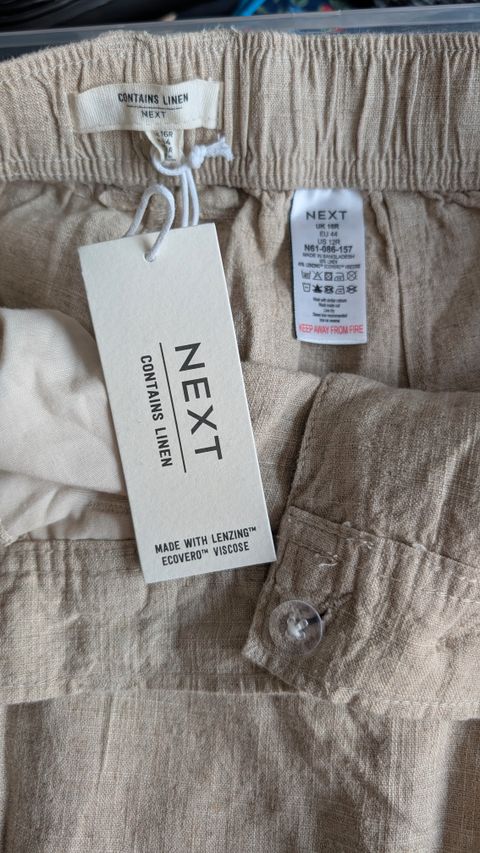 CONTAINS LINEN
NEXT
16R
NEXT
CONTAINS LINEN
MADE WITH LENZING™
ECOVERO™ VISCOSE
NEXT
UK 16R
EU 44
US 12R
N61-086-157
MADE IN BANGLADESH
KEEP AWAY FROM FIRE